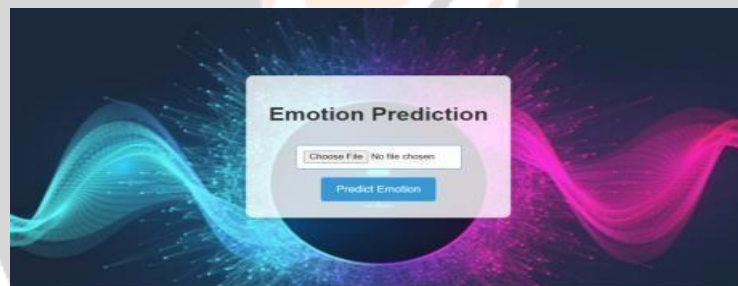 Emotion Prediction
Choose File No file chosen
Predict Emotion